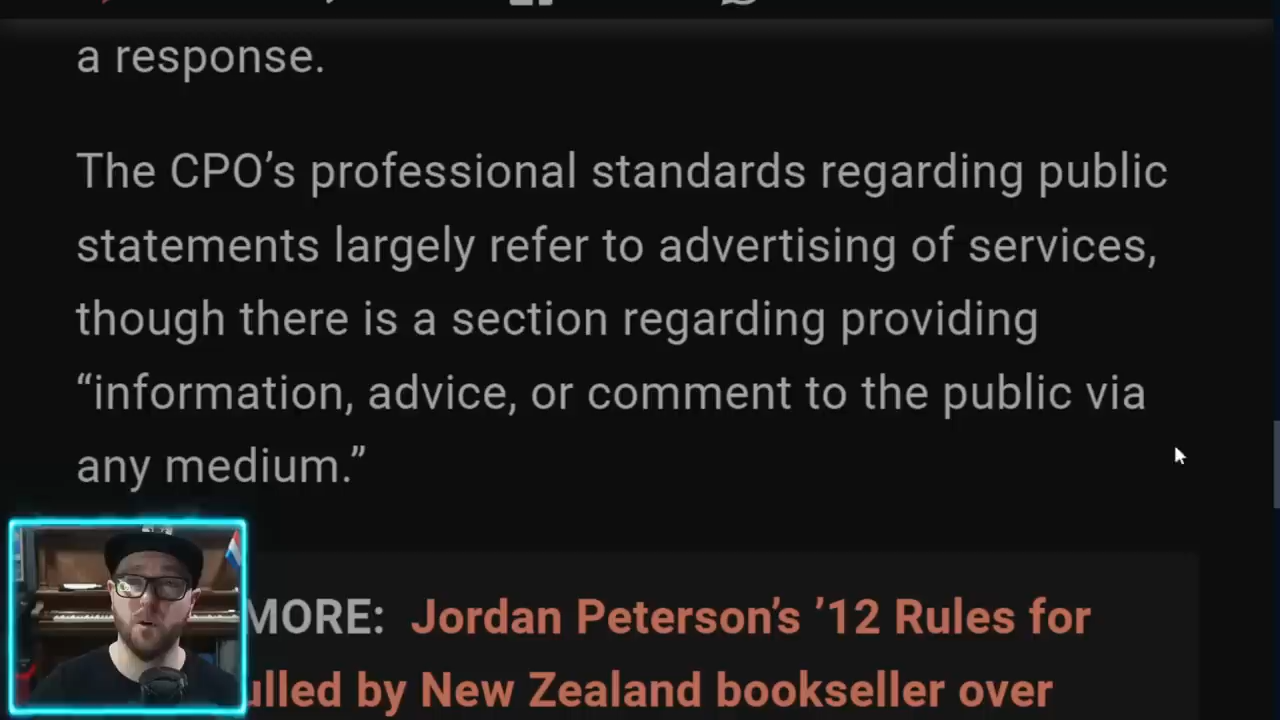 a response.
The CPO’s professional standards regarding public
statements largely refer to advertising of services,
though there is a section regarding providing
“information, advice, or comment to the public via
any medium.”
MORE: Jordan Peterson’s ’12 Rules for
ulled by New Zealand bookseller over